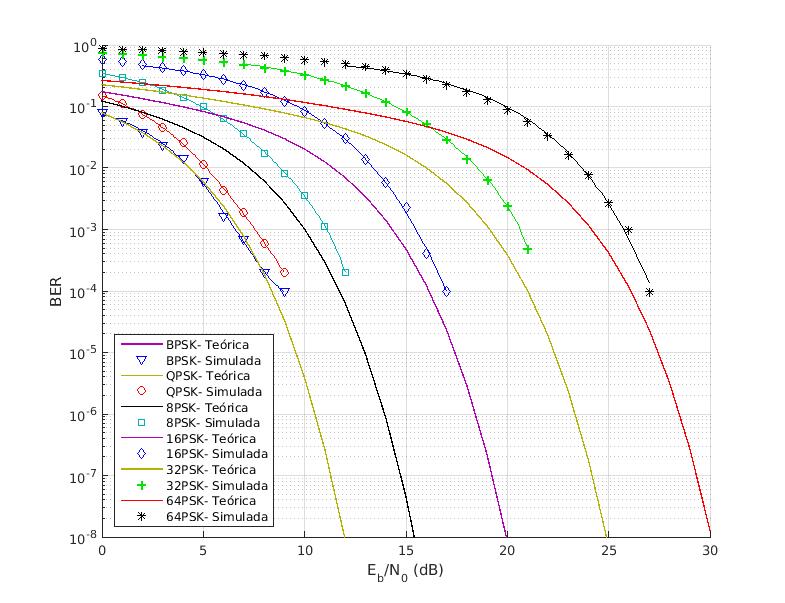 10^0
10^-1
10^-2
10^-3
10^-4
10^-5
10^-6
10^-7
10^-8
BER
BPSK- Teórica
BPSK- Simulada
QPSK- Teórica
QPSK- Simulada
8PSK- Teórica
8PSK- Simulada
16PSK- Teórica
16PSK- Simulada
32PSK- Teórica
32PSK- Simulada
64PSK- Teórica
64PSK- Simulada
0 5 10 15 20 25 30
E_b/N_0 (dB)